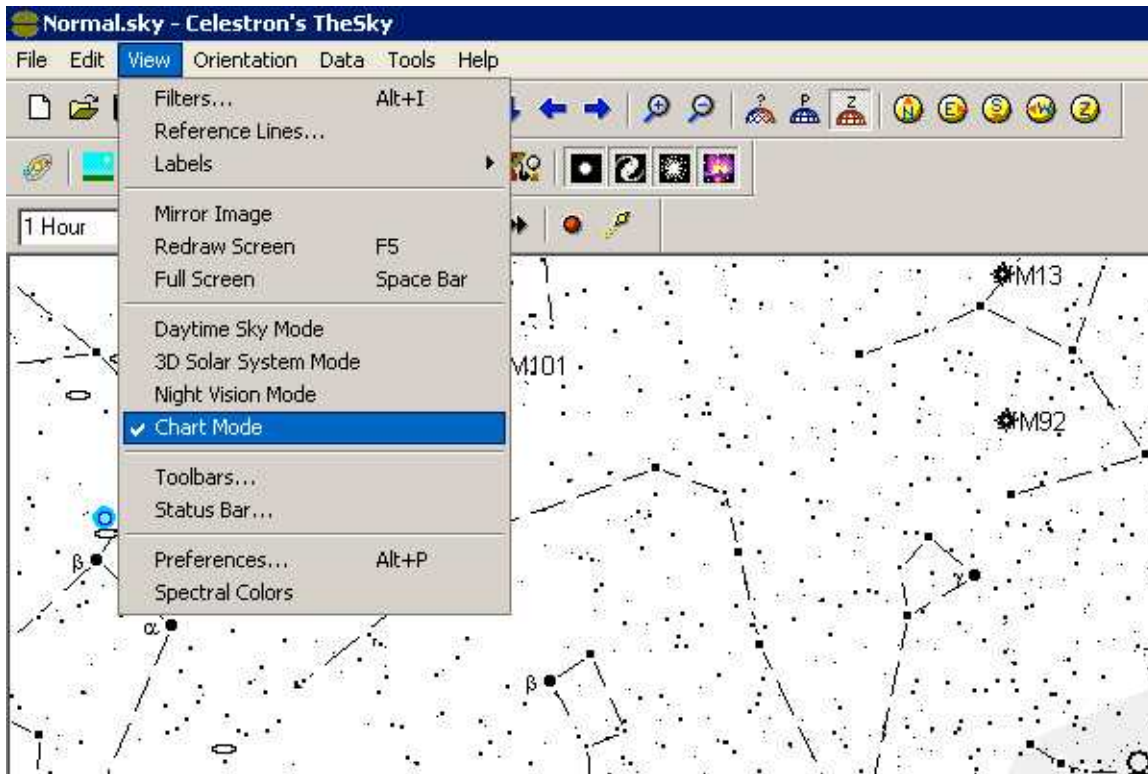 Normal.sky - Celestron's TheSky
File Edit View Orientation Data Tools Help
Filters... Alt+I
Reference Lines...
Labels
Mirror Image
Redraw Screen F5
Full Screen Space Bar
Daytime Sky Mode
3D Solar System Mode
Night Vision Mode
Chart Mode
Toolbars...
Status Bar...
Preferences... Alt+P
Spectral Colors
? P Z N E S W Z
1 Hour
M13
M101
M92
β
γ
α
β